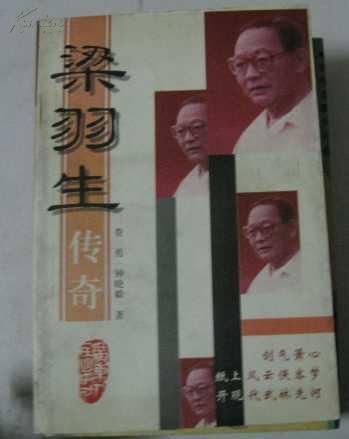 梁羽生
传奇
费勇 钟晓毅 著
剑气萧心
纸上风云侠客梦
开现代武林先河